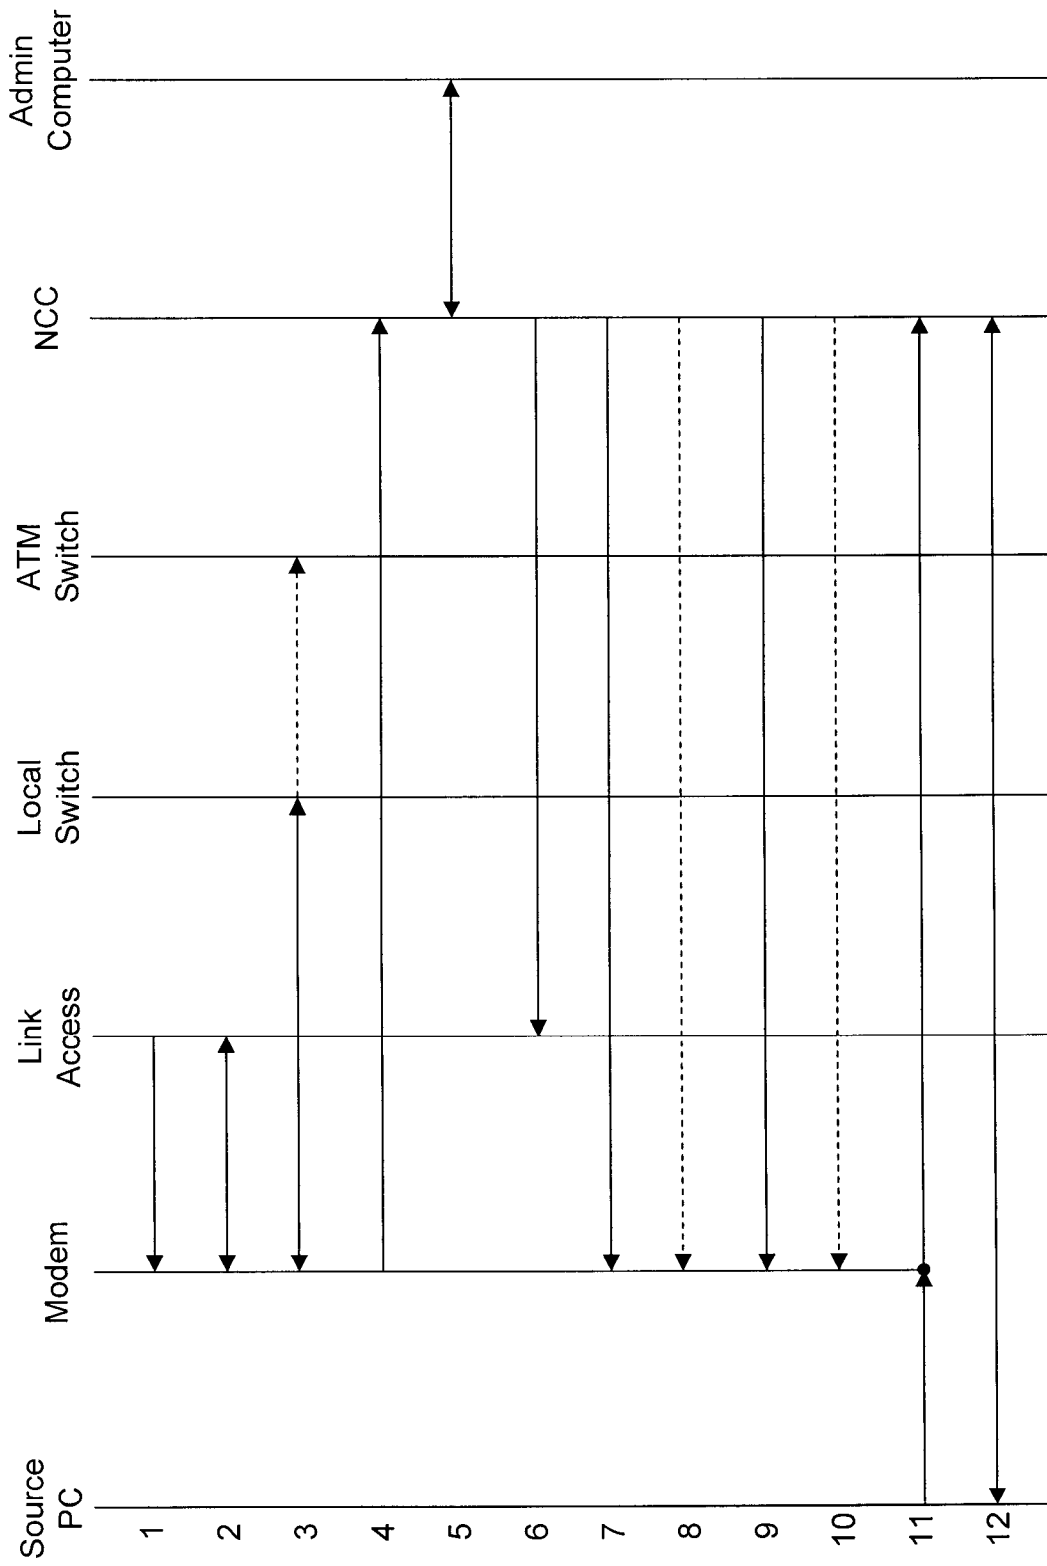 Source
PC
Modem
Link
Access
Local
Switch
ATM
Switch
NCC
Admin
Computer
1
2
3
4
5
6
7
8
9
10
11
12